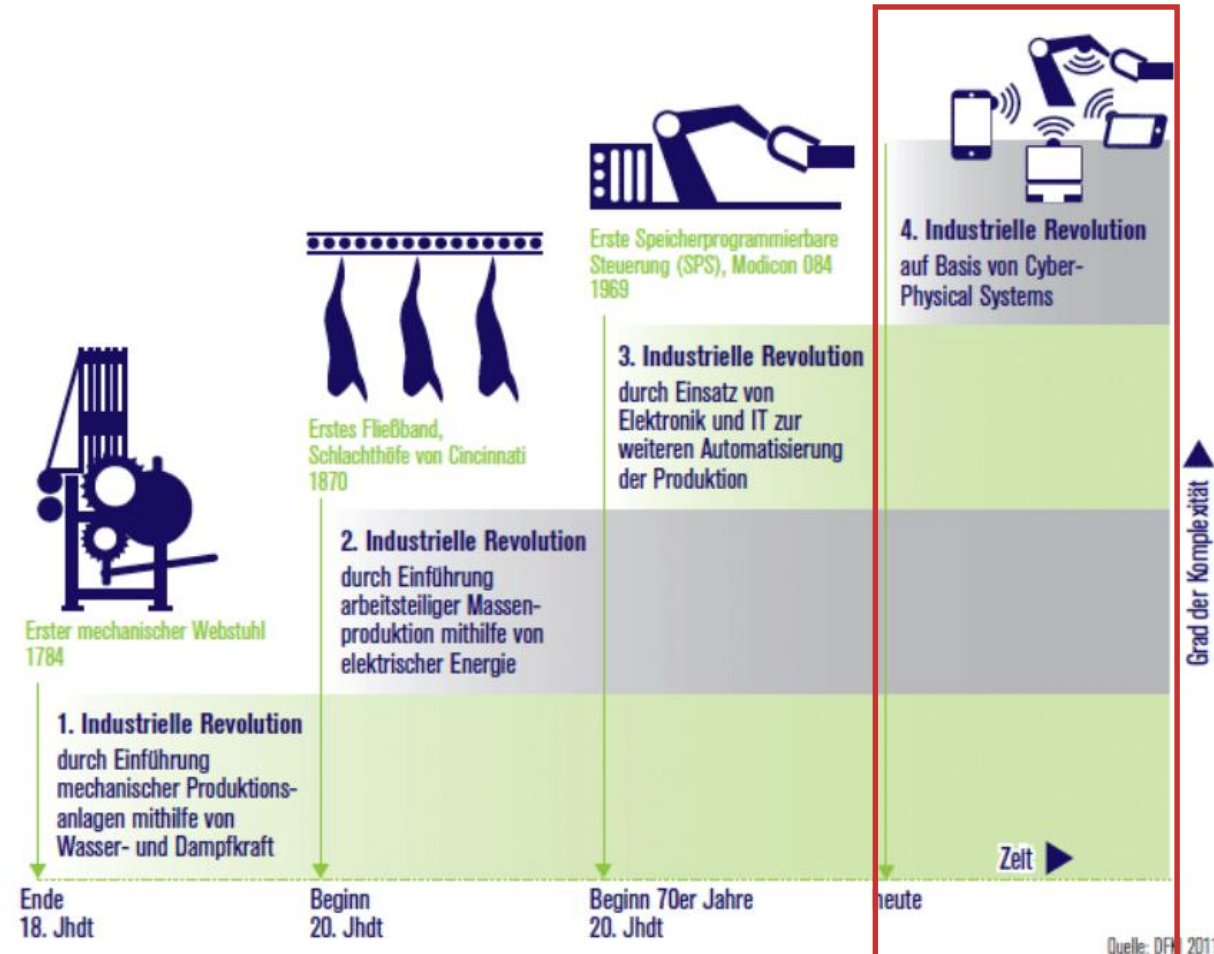 4. Industrielle Revolution
auf Basis von Cyber-
Physical Systems
Erste Speicherprogrammierbare
Steuerung (SPS), Modicon 084
1969
3. Industrielle Revolution
durch Einsatz von
Elektronik und IT zur
weiteren Automatisierung
der Produktion
Erstes Fließband,
Schlachthöfe von Cincinnati
1870
2. Industrielle Revolution
durch Einführung
arbeitsteiliger Massen-
produktion mithilfe von
elektrischer Energie
Erster mechanischer Webstuhl
1784
1. Industrielle Revolution
durch Einführung
mechanischer Produktions-
anlagen mithilfe von
Wasser- und Dampfkraft
Grad der Komplexität
Zeit
Ende
18. Jhdt
Beginn
20. Jhdt
Beginn 70er Jahre
20. Jhdt
heute
Quelle: DFKI 2011